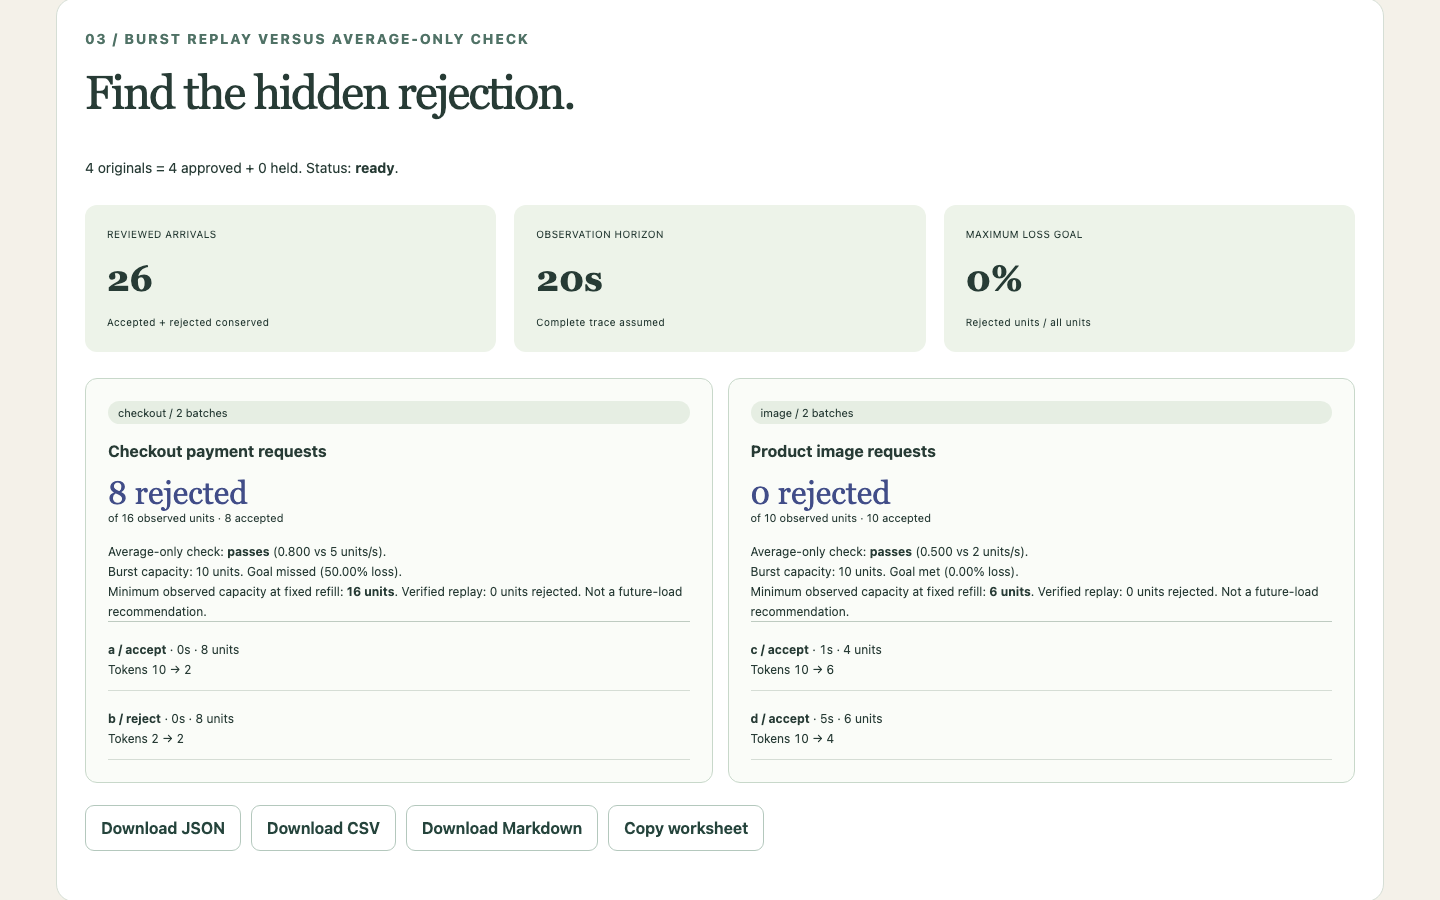 03 / BURST REPLAY VERSUS AVERAGE-ONLY CHECK
Find the hidden rejection.
4 originals = 4 approved + 0 held. Status: ready.
REVIEWED ARRIVALS
26
Accepted + rejected conserved
OBSERVATION HORIZON
20s
Complete trace assumed
MAXIMUM LOSS GOAL
0%
Rejected units / all units
checkout / 2 batches
Checkout payment requests
8 rejected
of 16 observed units · 8 accepted
Average-only check: passes (0.800 vs 5 units/s).
Burst capacity: 10 units. Goal missed (50.00% loss).
Minimum observed capacity at fixed refill: 16 units. Verified replay: 0 units rejected. Not a future-load
recommendation.
a / accept · 0s · 8 units
Tokens 10 → 2
b / reject · 0s · 8 units
Tokens 2 → 2
image / 2 batches
Product image requests
0 rejected
of 10 observed units · 10 accepted
Average-only check: passes (0.500 vs 2 units/s).
Burst capacity: 10 units. Goal met (0.00% loss).
Minimum observed capacity at fixed refill: 6 units. Verified replay: 0 units rejected. Not a future-load
recommendation.
c / accept · 1s · 4 units
Tokens 10 → 6
d / accept · 5s · 6 units
Tokens 10 → 4
Download JSON
Download CSV
Download Markdown
Copy worksheet